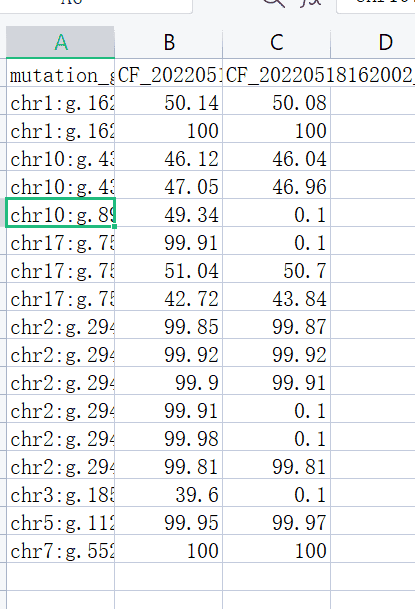 A B C D
mutation_g CF_2022051 CF_20220518162002_
chr1:g.162 50.14 50.08
chr1:g.162 100 100
chr10:g.43 46.12 46.04
chr10:g.43 47.05 46.96
chr10:g.89 49.34 0.1
chr17:g.75 99.91 0.1
chr17:g.75 51.04 50.7
chr17:g.75 42.72 43.84
chr2:g.294 99.85 99.87
chr2:g.294 99.92 99.92
chr2:g.294 99.9 99.91
chr2:g.294 99.91 0.1
chr2:g.294 99.98 0.1
chr2:g.294 99.81 99.81
chr3:g.185 39.6 0.1
chr5:g.112 99.95 99.97
chr7:g.552 100 100